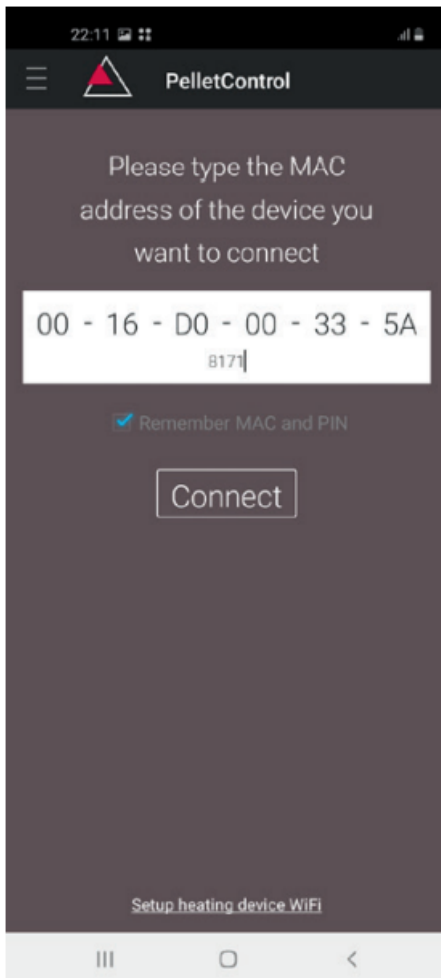 22:11
PelletControl
Please type the MAC
address of the device you
want to connect
00 - 16 - D0 - 00 - 33 - 5A
8171
Remember MAC and PIN
Connect
Setup heating device WiFi